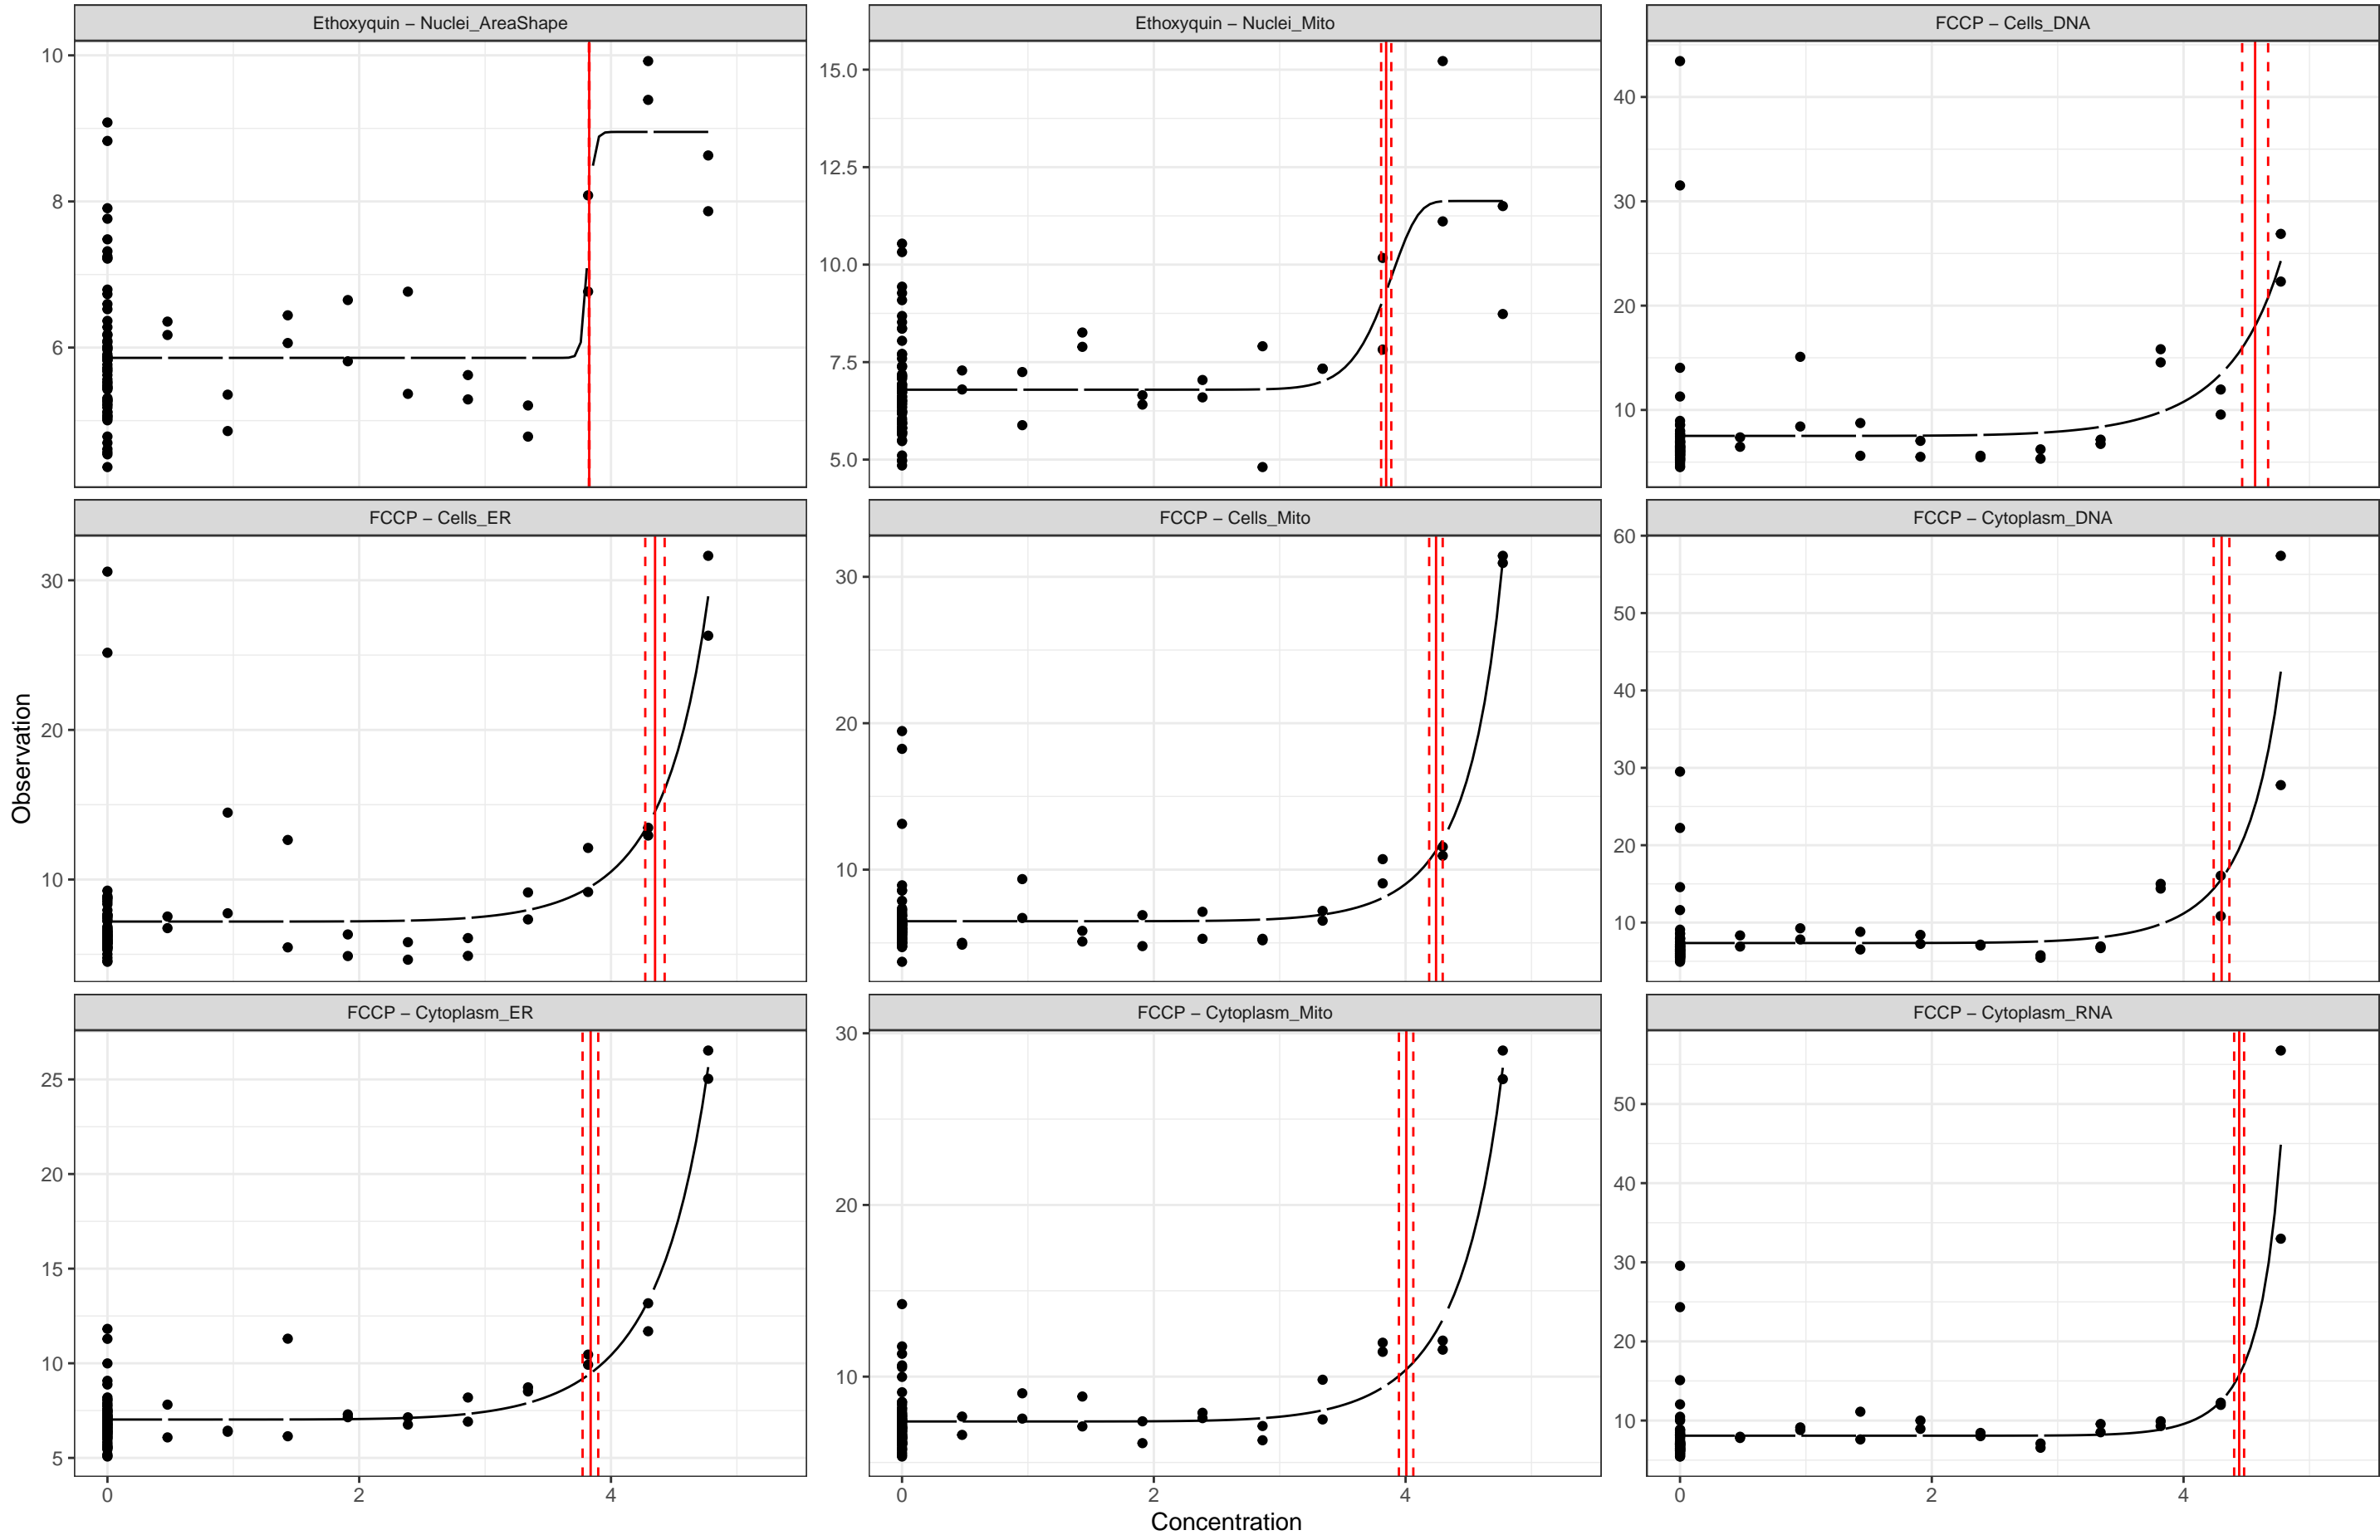 Ethoxyquin − Nuclei_AreaShape
Ethoxyquin − Nuclei_Mito
FCCP − Cells_DNA
10
8
6
15.0
12.5
10.0
7.5
5.0
40
30
20
10
FCCP − Cells_ER
FCCP − Cells_Mito
FCCP − Cytoplasm_DNA
30
20
10
30
20
10
60
50
40
30
20
10
Observation
FCCP − Cytoplasm_ER
FCCP − Cytoplasm_Mito
FCCP − Cytoplasm_RNA
25
20
15
10
5
30
20
10
50
40
30
20
10
0 2 4
0 2 4
0 2 4
Concentration